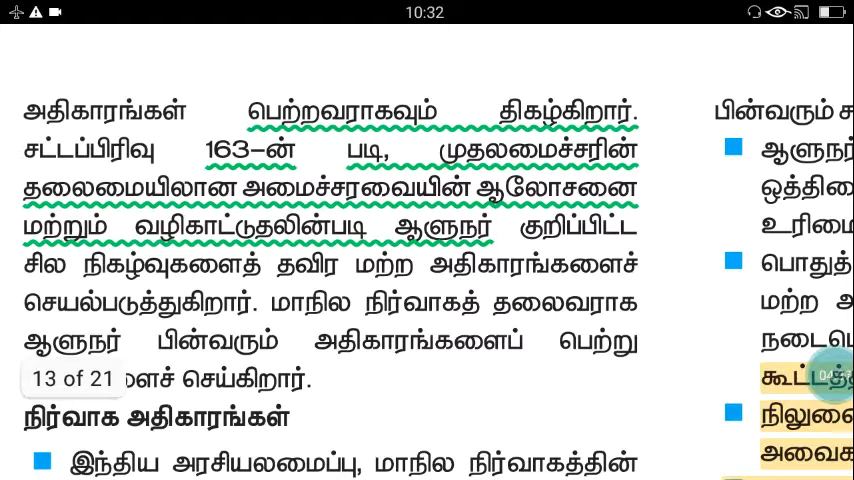 10:32
அதிகாரங்கள் பெற்றவராகவும் திகழ்கிறார்.
சட்டப்பிரிவு 163–ன் படி, முதலமைச்சரின்
தலைமையிலான அமைச்சரவையின் ஆலோசனை
மற்றும் வழிகாட்டுதலின்படி ஆளுநர் குறிப்பிட்ட
சில நிகழ்வுகளைத் தவிர மற்ற அதிகாரங்களைச்
செயல்படுத்துகிறார். மாநில நிர்வாகத் தலைவராக
ஆளுநர் பின்வரும் அதிகாரங்களைப் பெற்று
13 of 21 ளைச் செய்கிறார்.
நிர்வாக அதிகாரங்கள்
இந்திய அரசியலமைப்பு, மாநில நிர்வாகத்தின்
பின்வரும் ச
ஆளுநர்
ஒத்தி
உரிமை
பொதுத்
மற்ற
நடைபெ
கூட்டத்
நிலுவை
அவைக